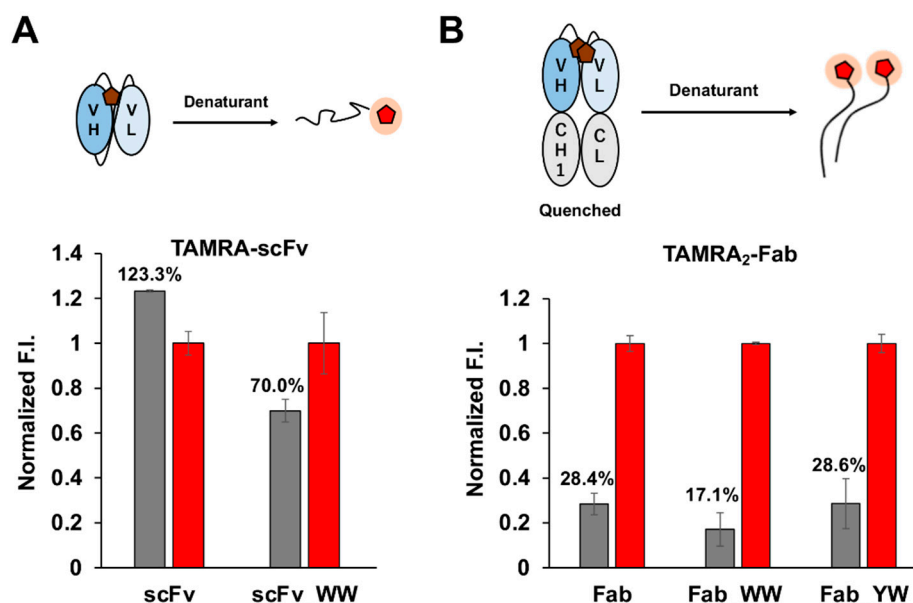 A
V
H
V
L
Denaturant
TAMRA-scFv
Normalized F.I.
1.4
1.2
1
0.8
0.6
0.4
0.2
0
123.3%
70.0%
scFv
scFv WW
B
V
H
V
L
C
H
1
C
L
Quenched
Denaturant
TAMRA₂-Fab
Normalized F.I.
1.4
1.2
1
0.8
0.6
0.4
0.2
0
28.4%
17.1%
28.6%
Fab
Fab WW
Fab YW